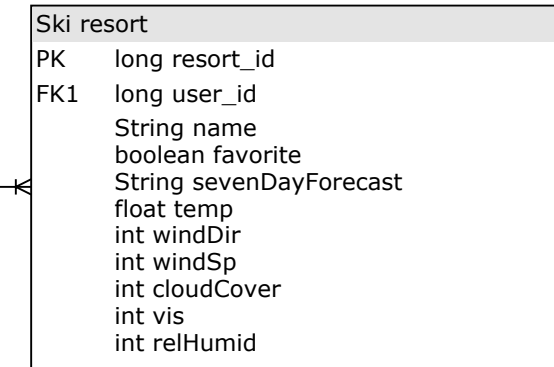 Ski resort
PK long resort_id
FK1 long user_id
String name
boolean favorite
String sevenDayForecast
float temp
int windDir
int windSp
int cloudCover
int vis
int relHumid